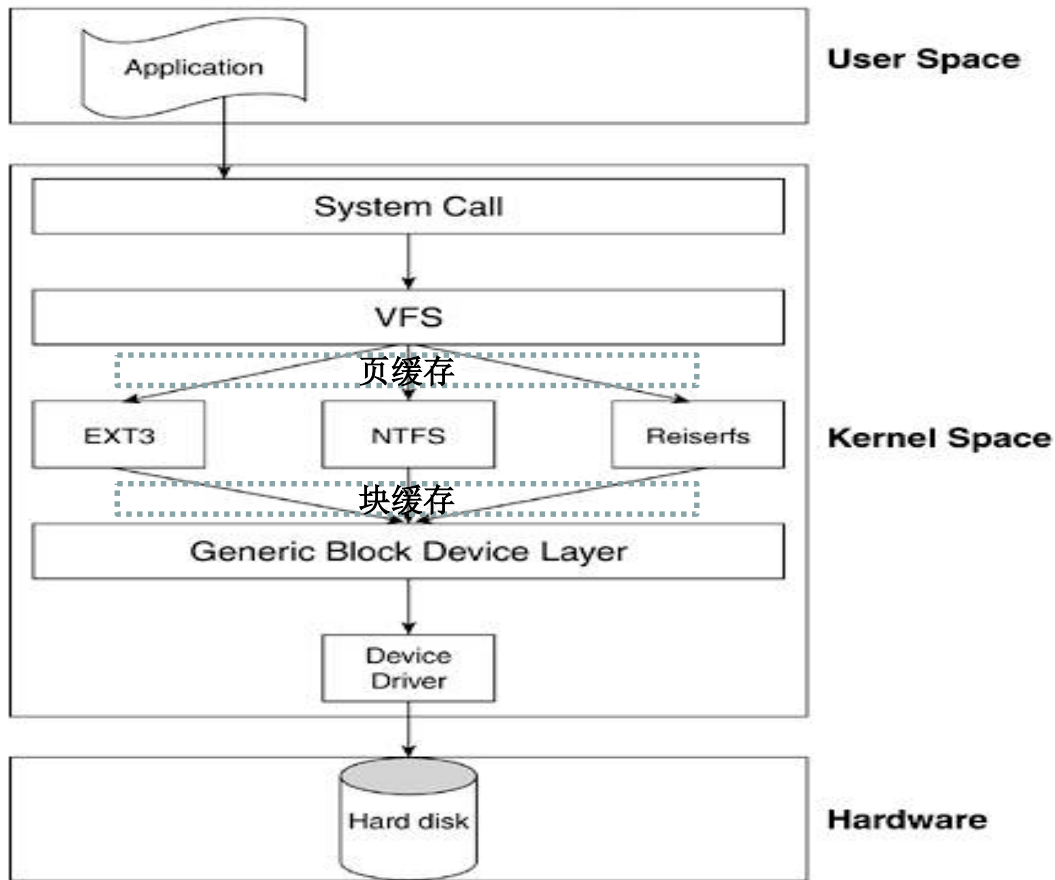 Application
User Space
System Call
VFS
页缓存
EXT3
NTFS
Reiserfs
Kernel Space
块缓存
Generic Block Device Layer
Device
Driver
Hard disk
Hardware